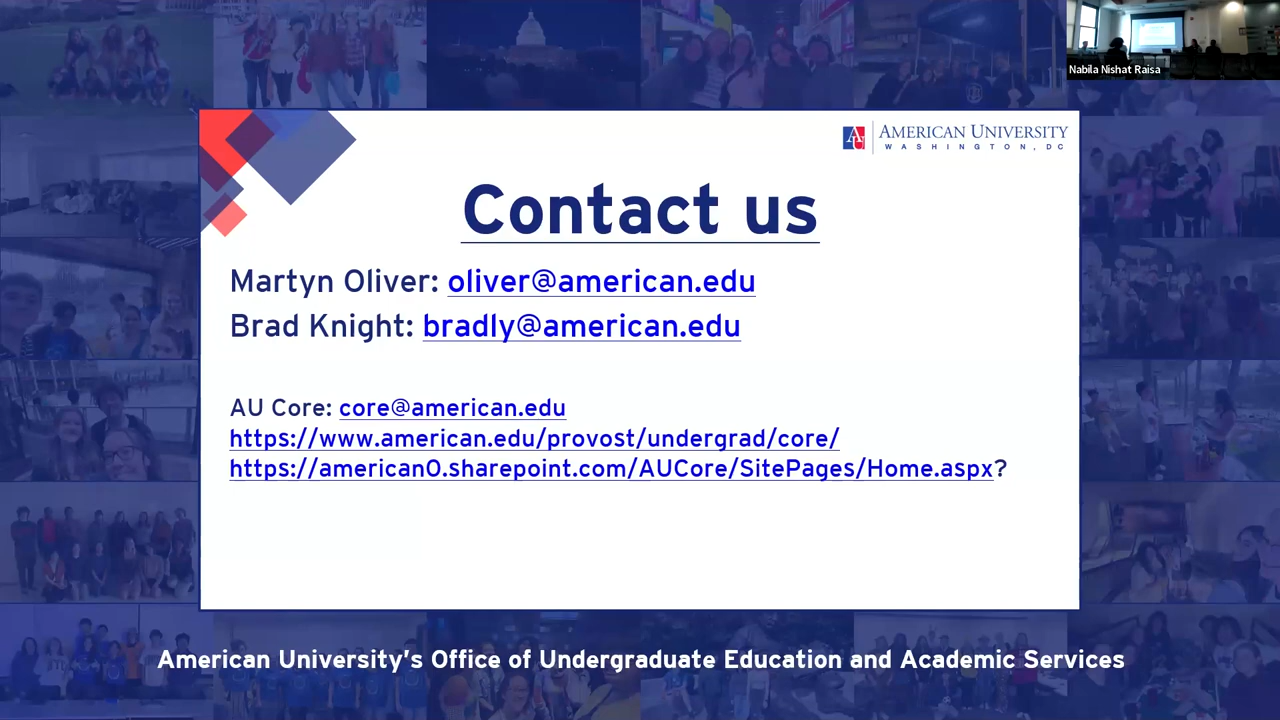 Nabila Nishat Raisa
AU
AMERICAN UNIVERSITY
WASHINGTON, DC
Contact us
Martyn Oliver: oliver@american.edu
Brad Knight: bradly@american.edu
AU Core: core@american.edu
https://www.american.edu/provost/undergrad/core/
https://american0.sharepoint.com/AUCore/SitePages/Home.aspx?
American University’s Office of Undergraduate Education and Academic Services